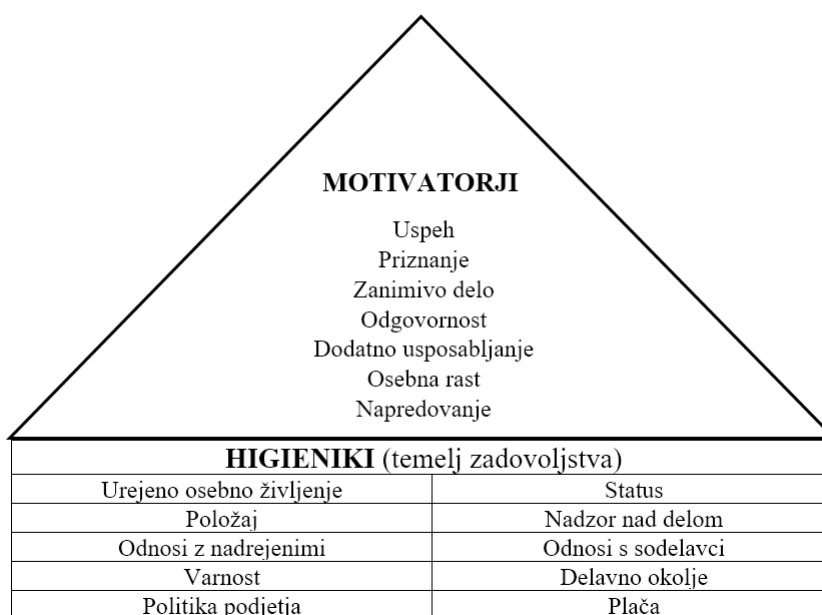 MOTIVATORJI
Uspeh
Priznanje
Zanimivo delo
Odgovornost
Dodatno usposabljanje
Osebna rast
Napredovanje
HIGIENIKI (temelj zadovoljstva)
Urejeno osebno življenje Status
Položaj Nadzor nad delom
Odnosi z nadrejenimi Odnosi s sodelavci
Varnost Delavno okolje
Politika podjetja Plača